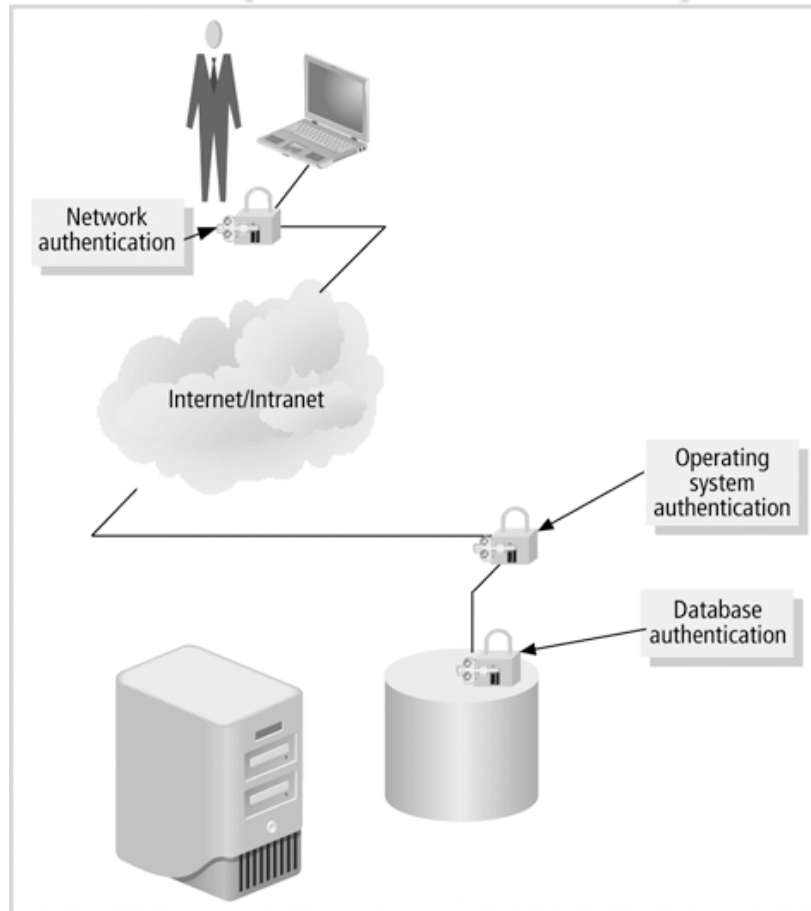 Network
authentication
Internet/Intranet
Operating
system
authentication
Database
authentication